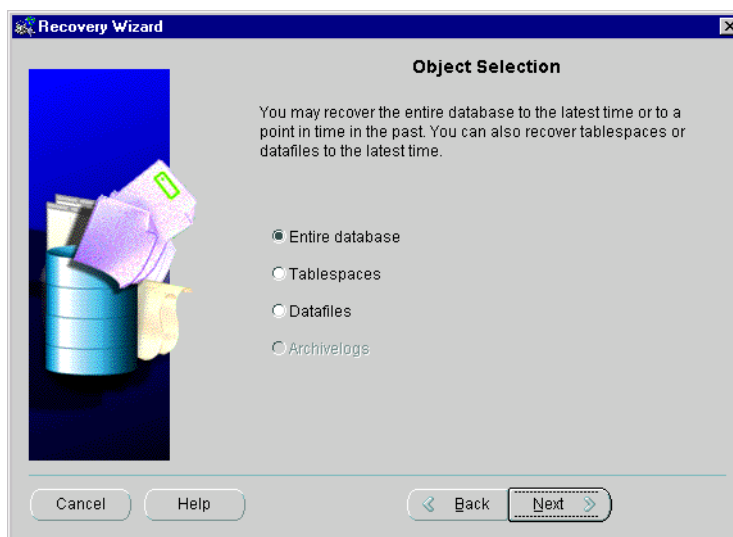 Recovery Wizard
Object Selection
You may recover the entire database to the latest time or to a
point in time in the past. You can also recover tablespaces or
datafiles to the latest time.
Entire database
Tablespaces
Datafiles
Archivelogs
Cancel
Help
Back
Next